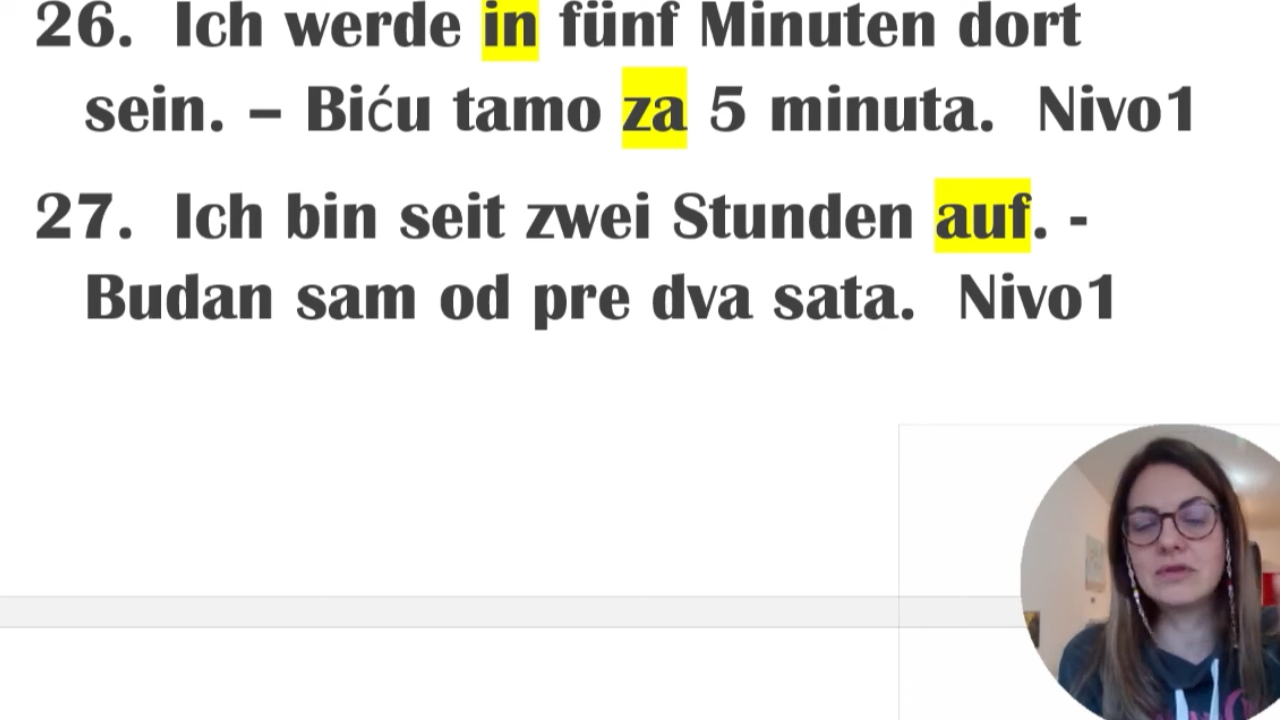 26. Ich werde in fünf Minuten dort
sein. – Biću tamo za 5 minuta. Nivo1
27. Ich bin seit zwei Stunden auf. -
Budan sam od pre dva sata. Nivo1